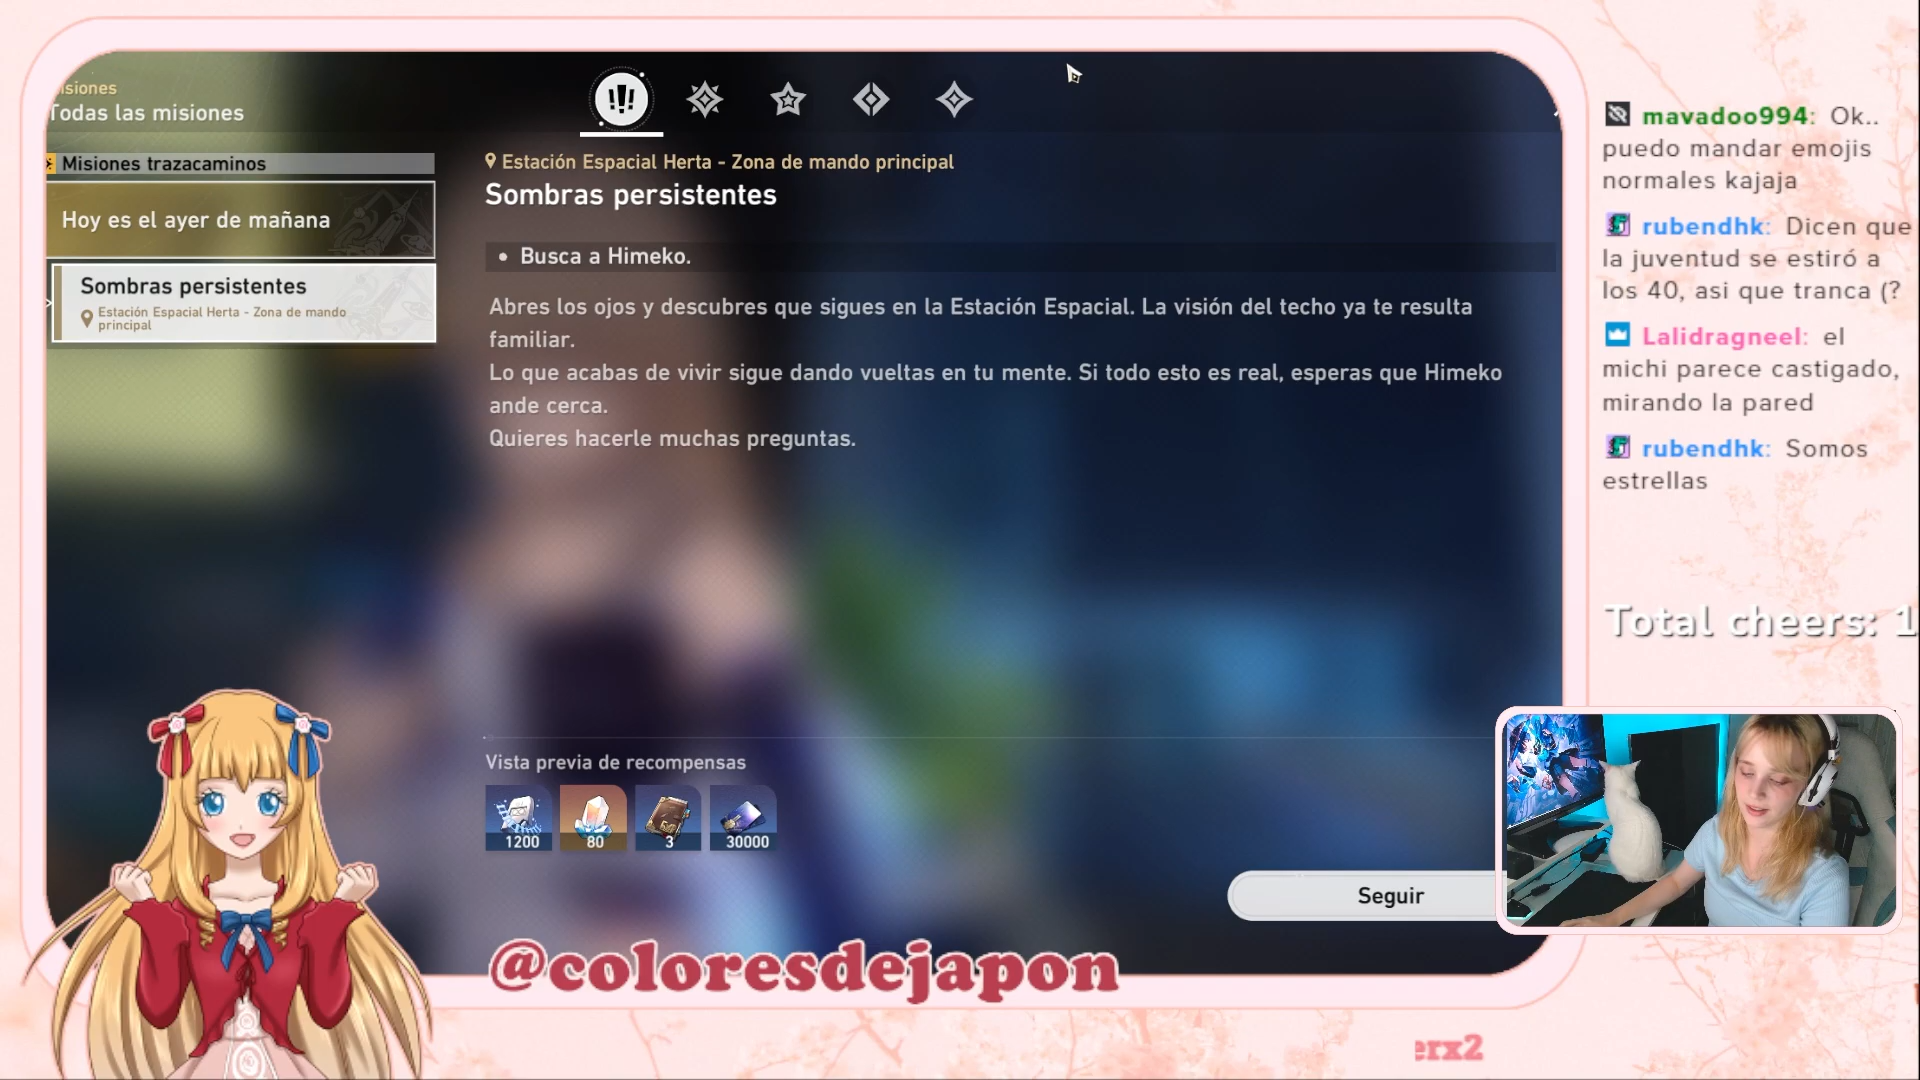 isiones
Todas las misiones
Misiones trazacaminos
Hoy es el ayer de mañana
Sombras persistentes
Estación Espacial Herta - Zona de mando
principal
Estación Espacial Herta - Zona de mando principal
Sombras persistentes
Busca a Himeko.
Abres los ojos y descubres que sigues en la Estación Espacial. La visión del techo ya te resulta
familiar.
Lo que acabas de vivir sigue dando vueltas en tu mente. Si todo esto es real, esperas que Himeko
ande cerca.
Quieres hacerle muchas preguntas.
Vista previa de recompensas
1200
80
3
30000
Seguir
@coloresdejapon
mavadoo994: Ok..
puedo mandar emojis
normales kajaja
rubendhk: Dicen que
la juventud se estiró a
los 40, asi que tranca (?
Lalidragneel: el
michi parece castigado,
mirando la pared
rubendhk: Somos
estrellas
Total cheers: 1
erx2